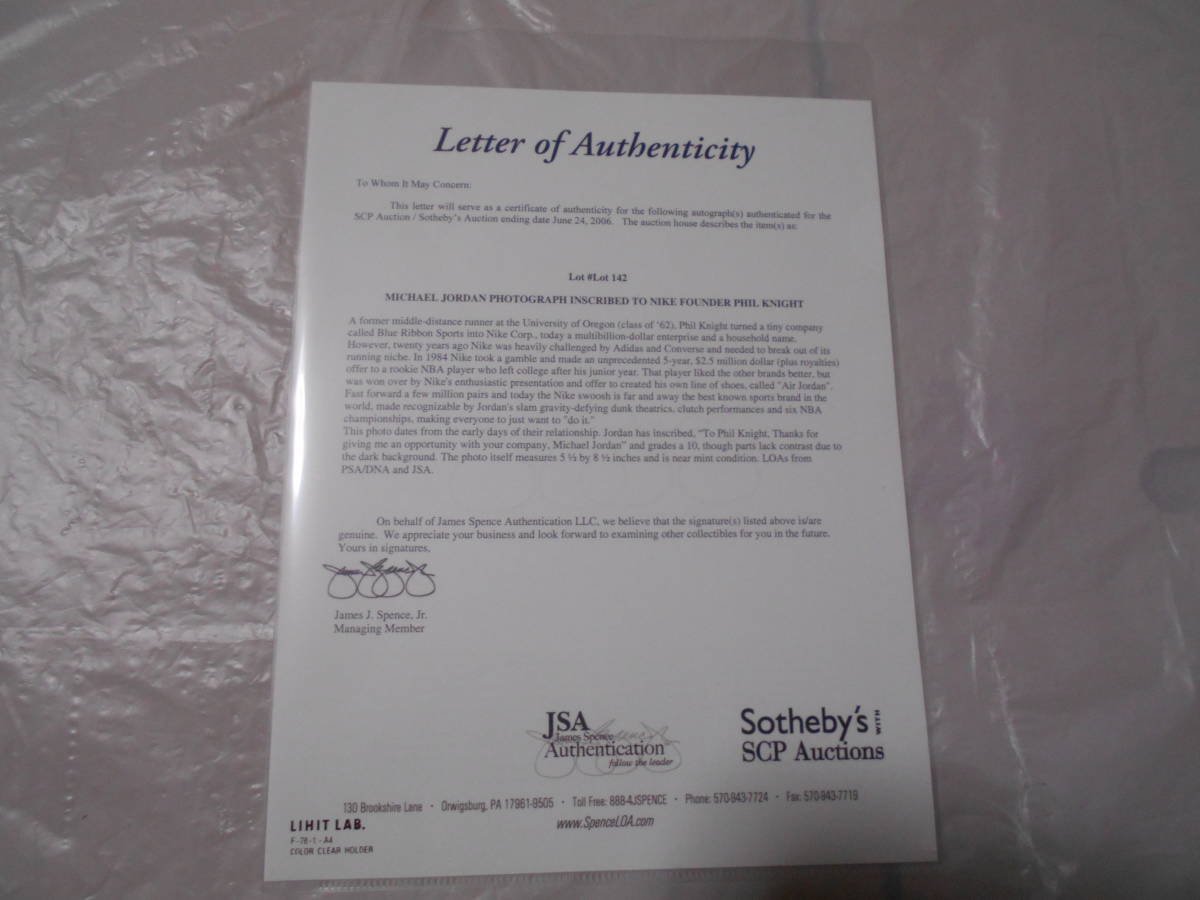 Letter of Authenticity
To Whom It May Concern:
This letter will serve as a certificate of authenticity for the following autograph(s) authenticated for the
SCP Auction / Sotheby's Auction ending date June 24, 2006. The auction house describes the item(s) as:
Lot #Lot 142
MICHAEL JORDAN PHOTOGRAPH INSCRIBED TO NIKE FOUNDER PHIL KNIGHT
A former middle-distance runner at the University of Oregon (class of '62), Phil Knight turned a tiny company
called Blue Ribbon Sports into Nike Corp., today a multibillion-dollar enterprise and a household name.
However, twenty years ago Nike was heavily challenged by Adidas and Converse and needed to break out of its
running niche. In 1984 Nike took a gamble and made an unprecedented 5-year, $2.5 million dollar (plus royalties)
offer to a rookie NBA player who left college after his junior year. That player liked the other brands better, but
was won over by Nike's enthusiastic presentation and offer to created his own line of shoes, called "Air Jordan".
Fast forward a few million pairs and today the Nike swoosh is far and away the best known sports brand in the
world, made recognizable by Jordan's slam gravity-defying dunk theatrics, clutch performances and six NBA
championships, making everyone to just want to "do it."
This photo dates from the early days of their relationship. Jordan has inscribed, "To Phil Knight, Thanks for
giving me an opportunity with your company, Michael Jordan" and grades a 10, though parts lack contrast due to
the dark background. The photo itself measures 5 ½ by 8 ½ inches and is near mint condition. LOAs from
PSA/DNA and JSA.
On behalf of James Spence Authentication LLC, we believe that the signature(s) listed above is/are
genuine. We appreciate your business and look forward to examining other collectibles for you in the future.
Yours in signatures,
James J. Spence, Jr.
Managing Member
JSA
James Spence
Authentication
follow the leader
Sotheby's WITH
SCP Auctions
130 Brookshire Lane · Orwigsburg, PA 17961-9505 · Toll Free: 888-4JSPENCE · Phone: 570-943-7724 · Fax: 570-943-7719
www.SpenceLOA.com
LIHIT LAB.
F-78-1-A4
COLOR CLEAR HOLDER